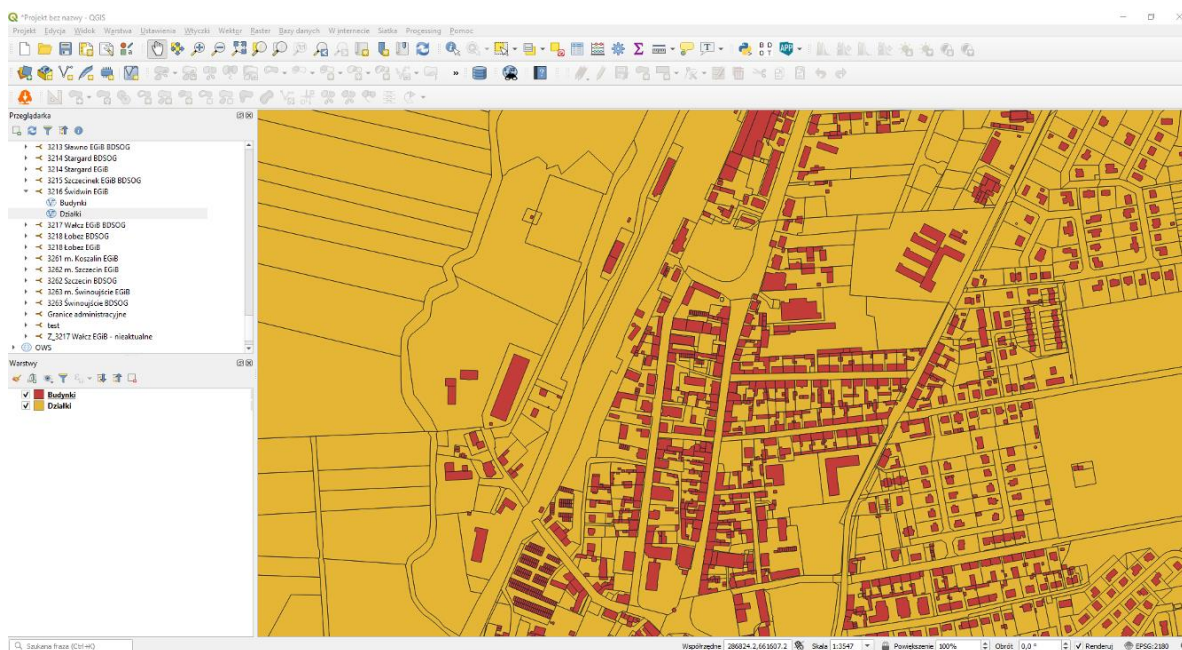 *Projekt bez nazwy - QGIS
Projekt Edycja Widok Warstwa Ustawienia Wtyczki Wektor Raster Bazy danych W internecie Siatka Processing Pomoc
Przeglądarka
3213 Sławno EGiB BDSOG
3214 Stargard BDSOG
3214 Stargard EGiB
3215 Szczecinek EGiB BDSOG
3216 Świdwin EGiB
Budynki
Działki
3217 Wałcz EGiB BDSOG
3218 Łobez BDSOG
3218 Łobez EGiB
3261 m. Koszalin EGiB
3262 m. Szczecin EGiB
3262 Szczecin BDSOG
3263 m. Świnoujście EGiB
3263 Świnoujście BDSOG
Granice administracyjne
test
Z_3217 Wałcz EGiB - nieaktualne
OWS
Warstwy
Budynki
Działki
Szukana fraza (Ctrl+K) Współrzędne 286824.2,661607.2 Skala 1:3547 Powiększenie 100% Obrót 0,0 ° Renderuj EPSG:2180